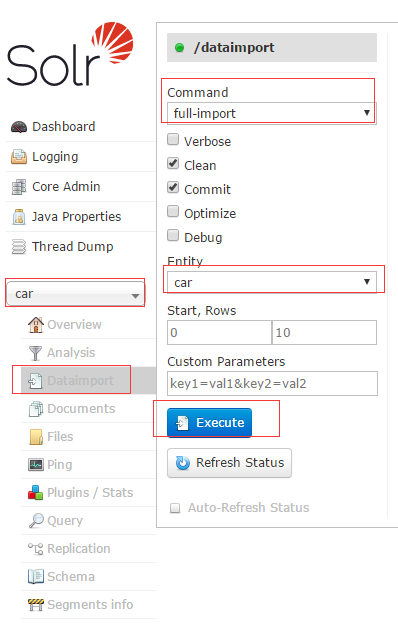 Solr
Dashboard
Logging
Core Admin
Java Properties
Thread Dump
car
Overview
Analysis
Dataimport
Documents
Files
Ping
Plugins / Stats
Query
Replication
Schema
Segments info
/dataimport
Command
full-import
Verbose
Clean
Commit
Optimize
Debug
Entity
car
Start, Rows
0 10
Custom Parameters
key1=val1&key2=val2
Execute
Refresh Status
Auto-Refresh Status